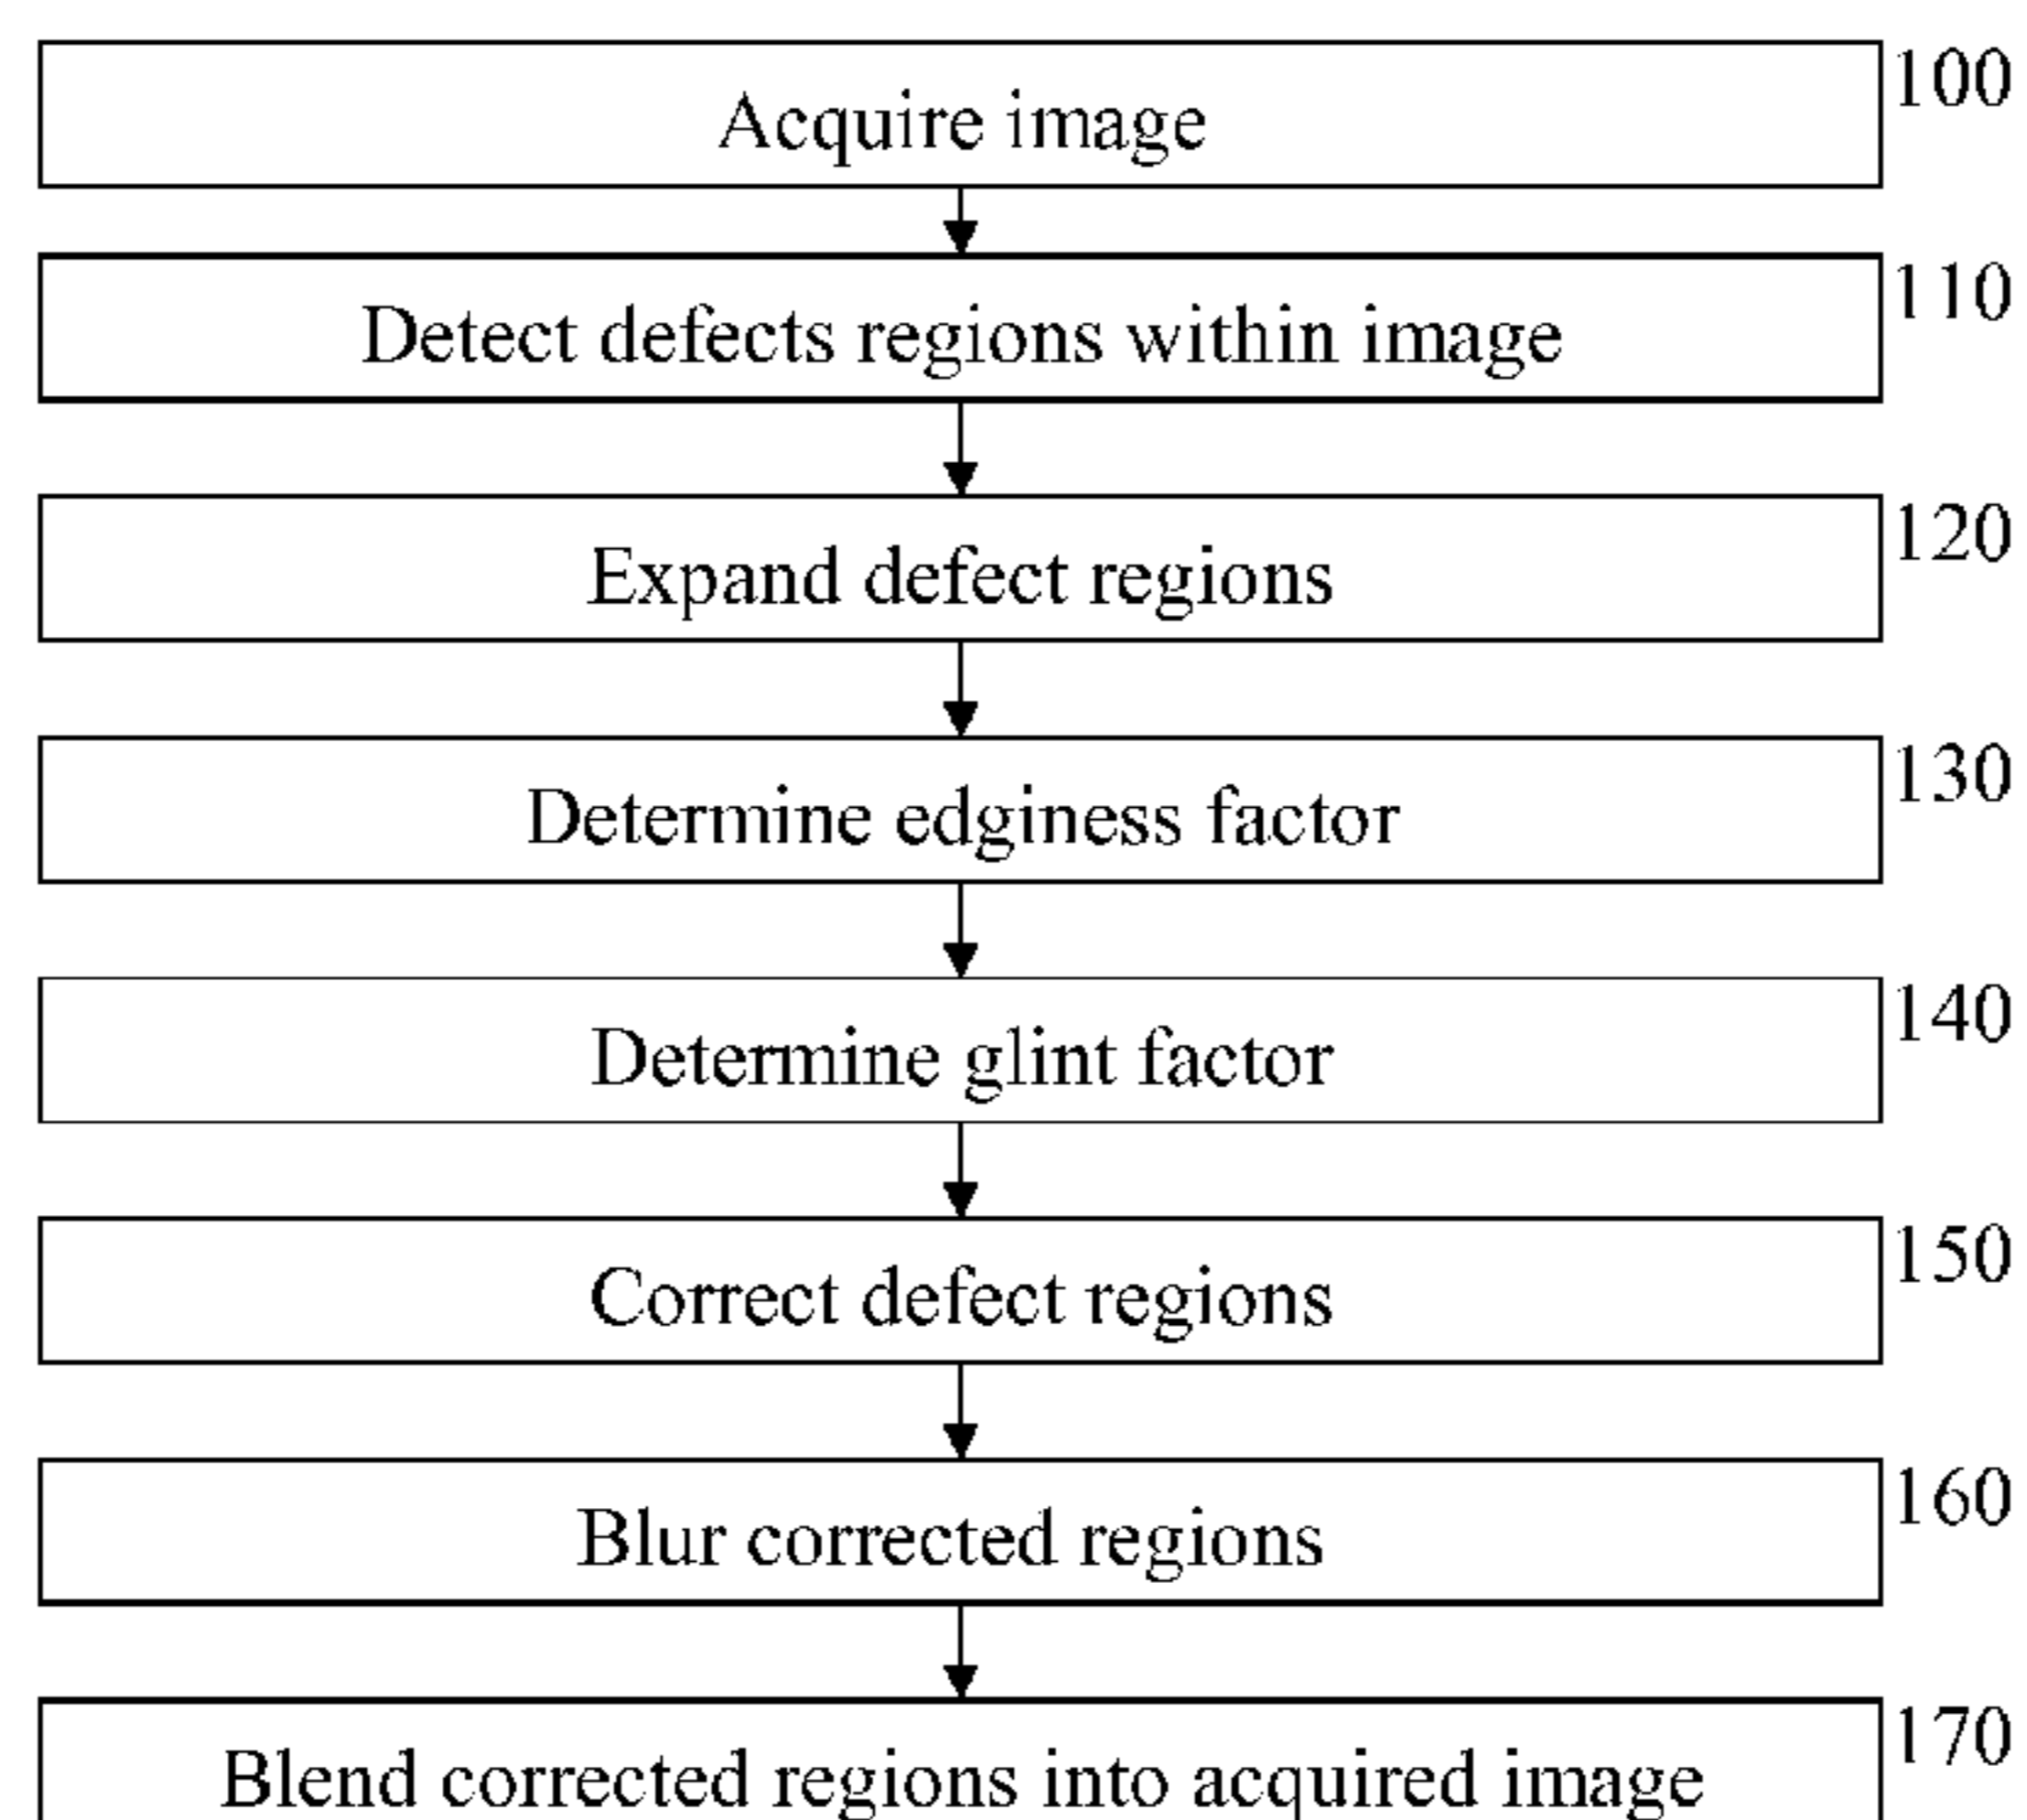 Acquire image
100
Detect defects regions within image
110
Expand defect regions
120
Determine edginess factor
130
Determine glint factor
140
Correct defect regions
150
Blur corrected regions
160
Blend corrected regions into acquired image
170